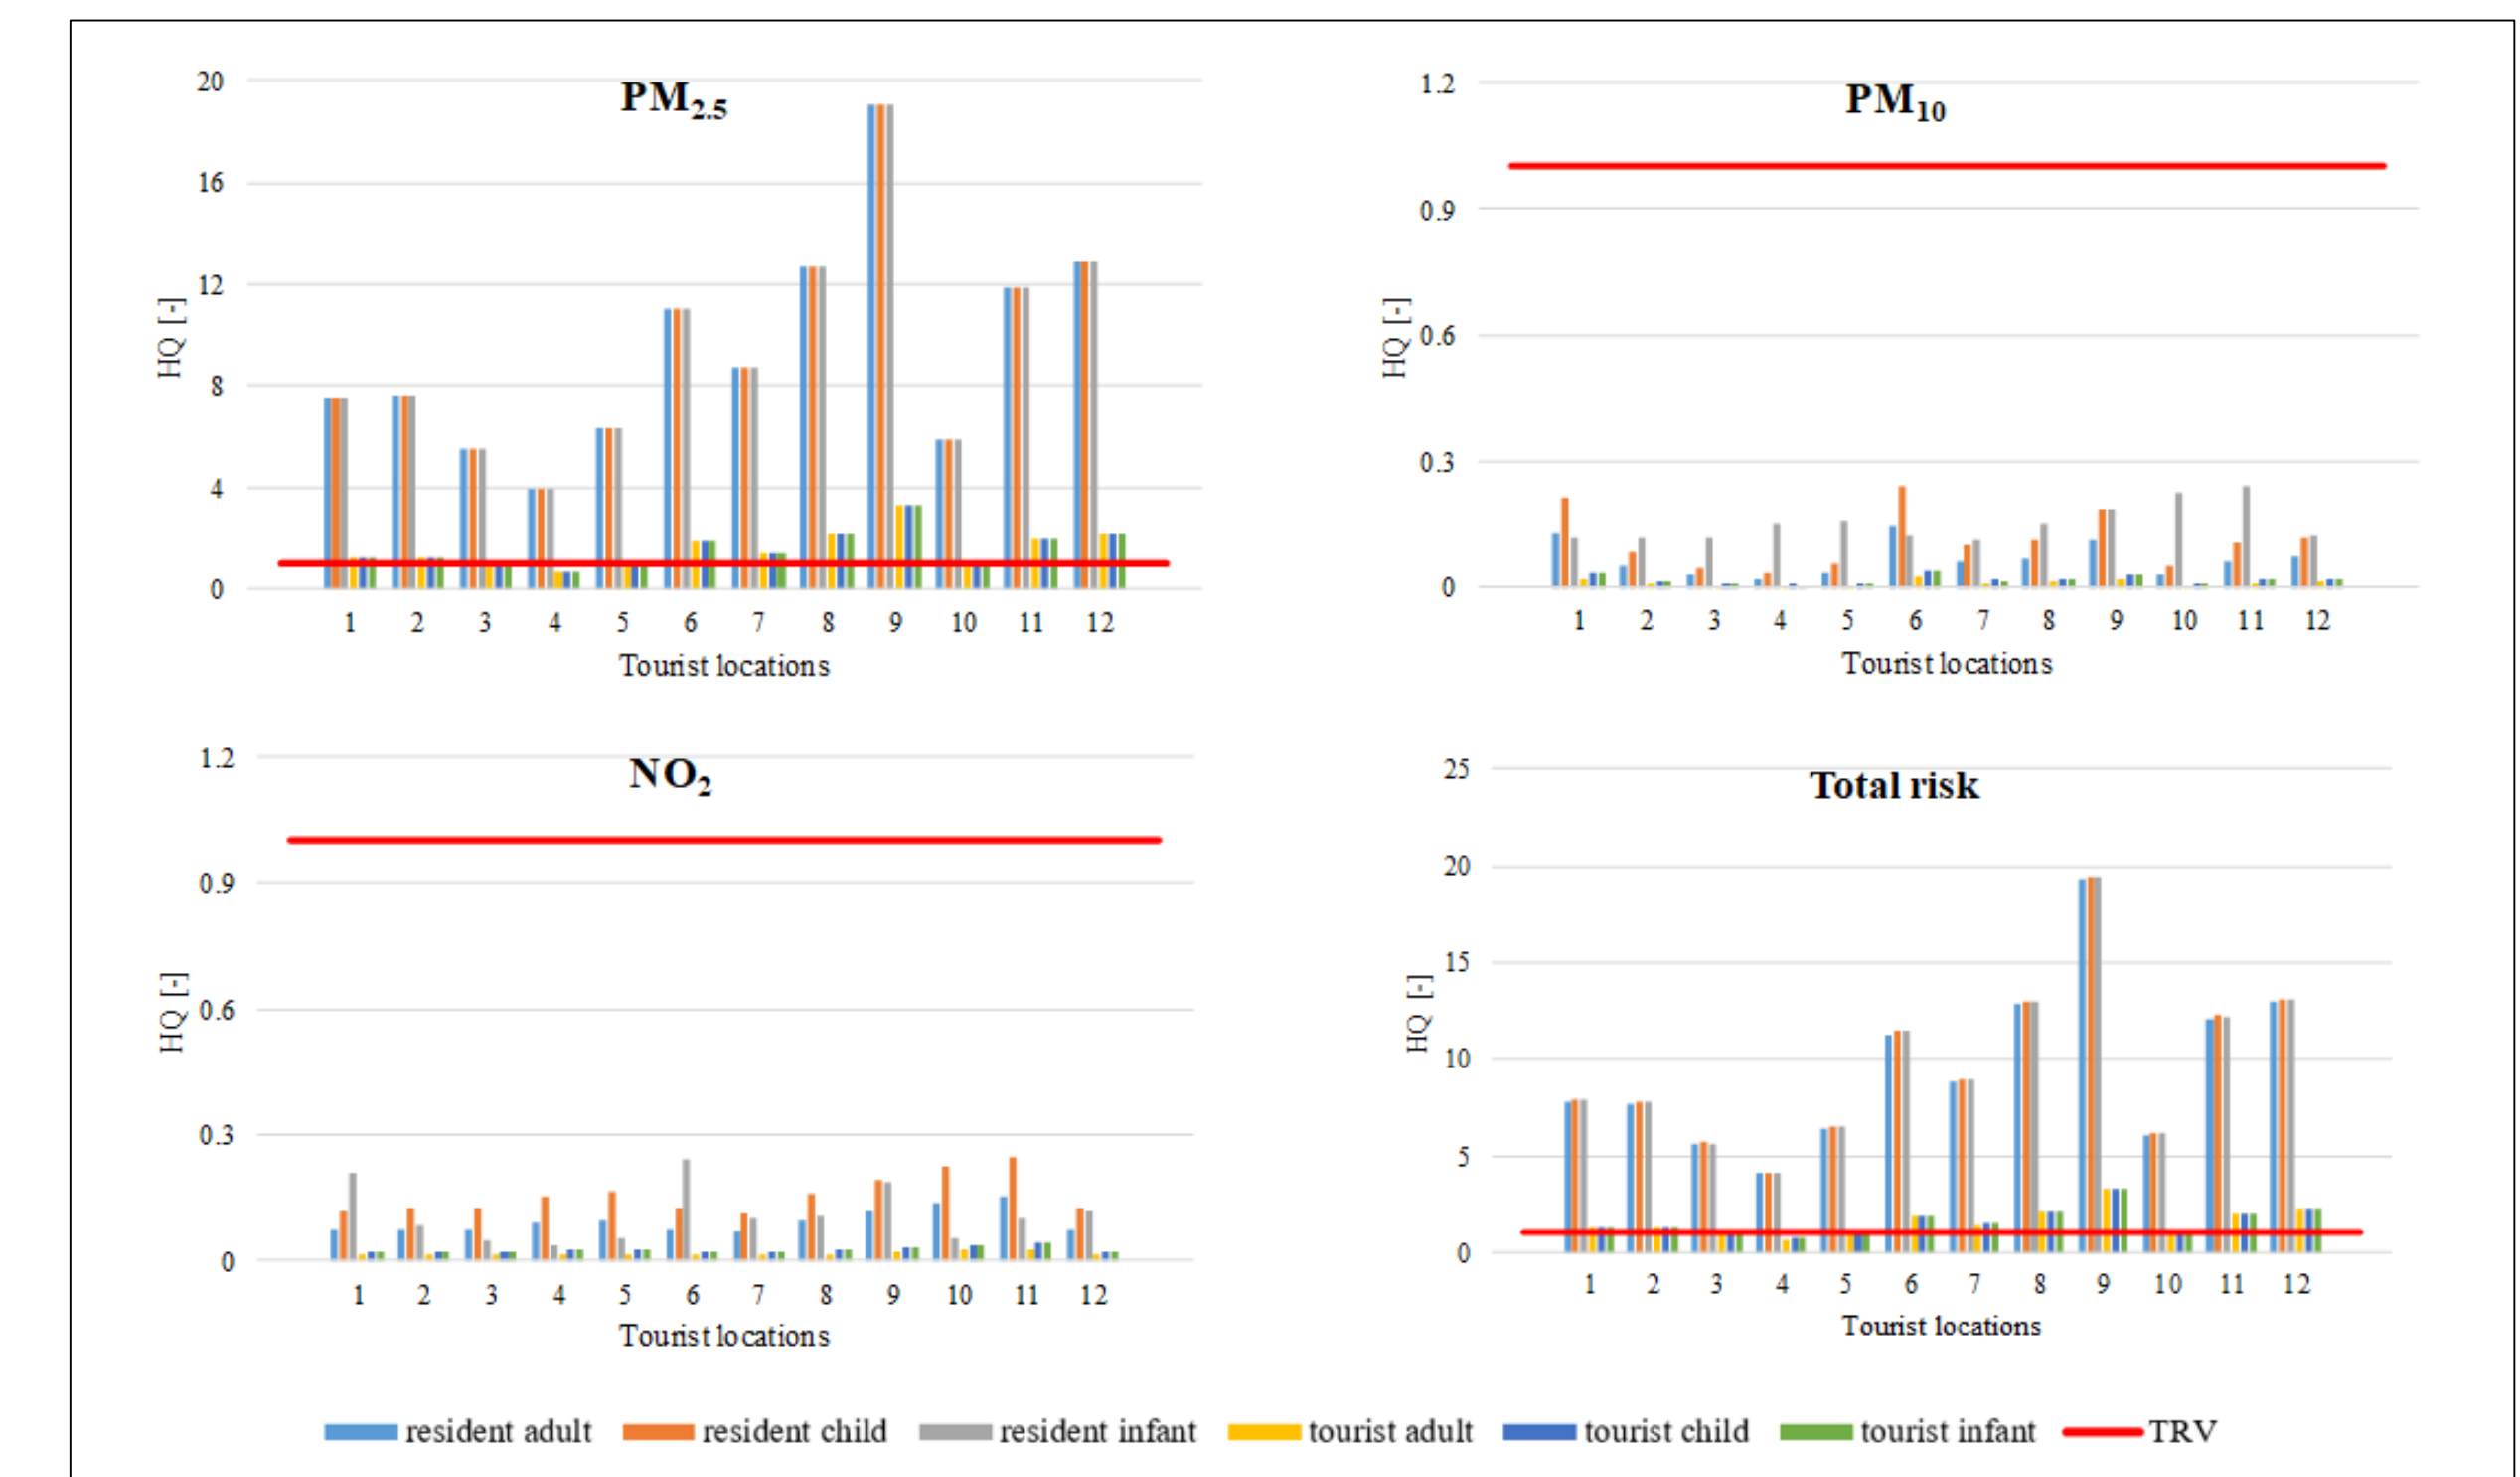 PM2.5
20
16
12
8
4
0
HQ [-]
1 2 3 4 5 6 7 8 9 10 11 12
Tourist locations
PM10
1.2
0.9
0.6
0.3
0
HQ [-]
1 2 3 4 5 6 7 8 9 10 11 12
Tourist locations
NO2
1.2
0.9
0.6
0.3
0
HQ [-]
1 2 3 4 5 6 7 8 9 10 11 12
Tourist locations
Total risk
25
20
15
10
5
0
HQ [-]
1 2 3 4 5 6 7 8 9 10 11 12
Tourist locations
resident adult resident child resident infant tourist adult tourist child tourist infant TRV